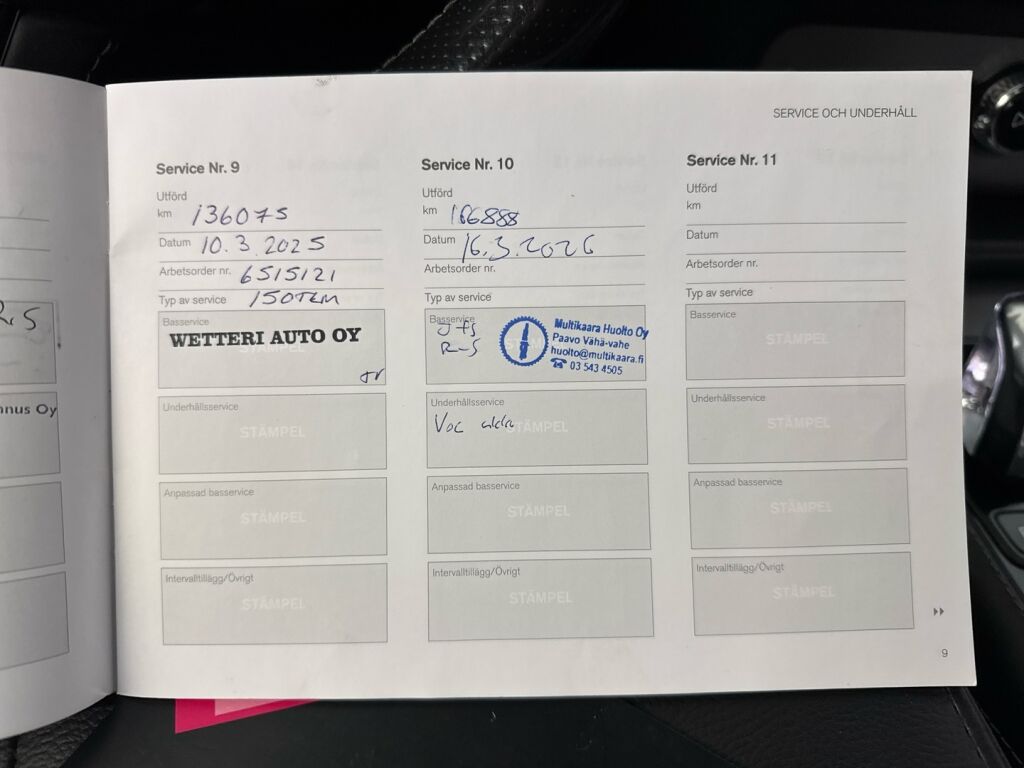 SERVICE OCH UNDERHÅLL
Service Nr. 9
Utförd
km 136075
Datum 10.3.2025
Arbetsorder nr. 6515121
Typ av service 150TKM
Basservice
WETTERI AUTO OY
Underhållsservice
STÄMPEL
Anpassad basservice
STÄMPEL
Intervalltillägg/Övrigt
STÄMPEL
Service Nr. 10
Utförd
km 166888
Datum 16.3.2026
Arbetsorder nr.
Typ av service
Basservice
R-S
Multikaara Huolto Oy
Paavo Vähä-vahe
huolto@multikaara.fi
☎ 03 543 4505
Underhållsservice
Voc
STÄMPEL
Anpassad basservice
STÄMPEL
Intervalltillägg/Övrigt
STÄMPEL
Service Nr. 11
Utförd
km
Datum
Arbetsorder nr.
Typ av service
Basservice
STÄMPEL
Underhållsservice
STÄMPEL
Anpassad basservice
STÄMPEL
Intervalltillägg/Övrigt
STÄMPEL
9